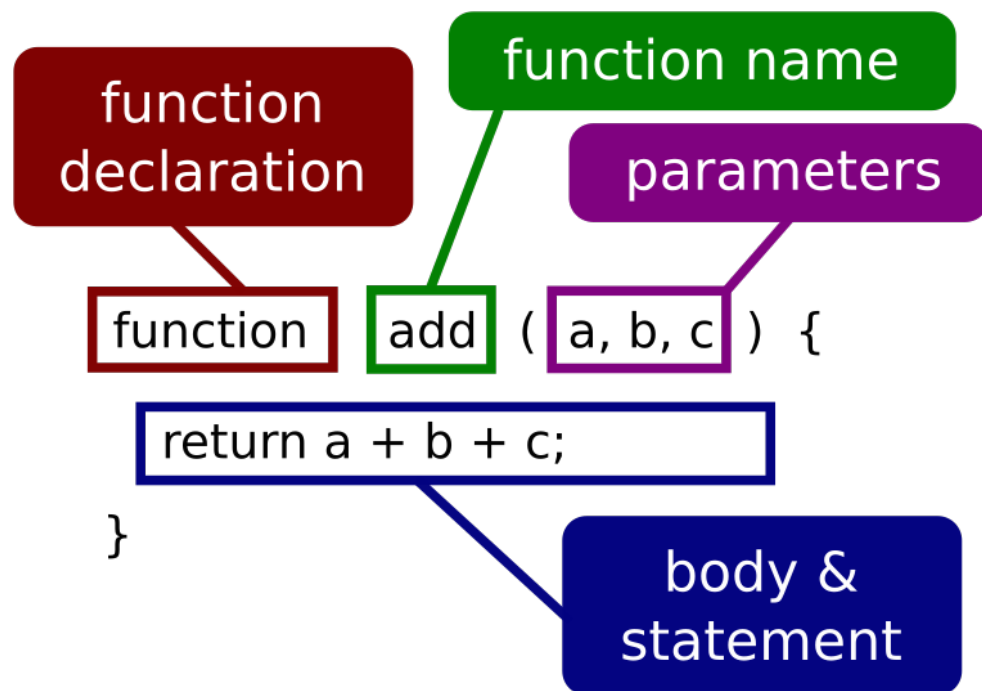 function name
function
declaration
parameters
function add ( a, b, c ) {
return a + b + c;
}
body &
statement